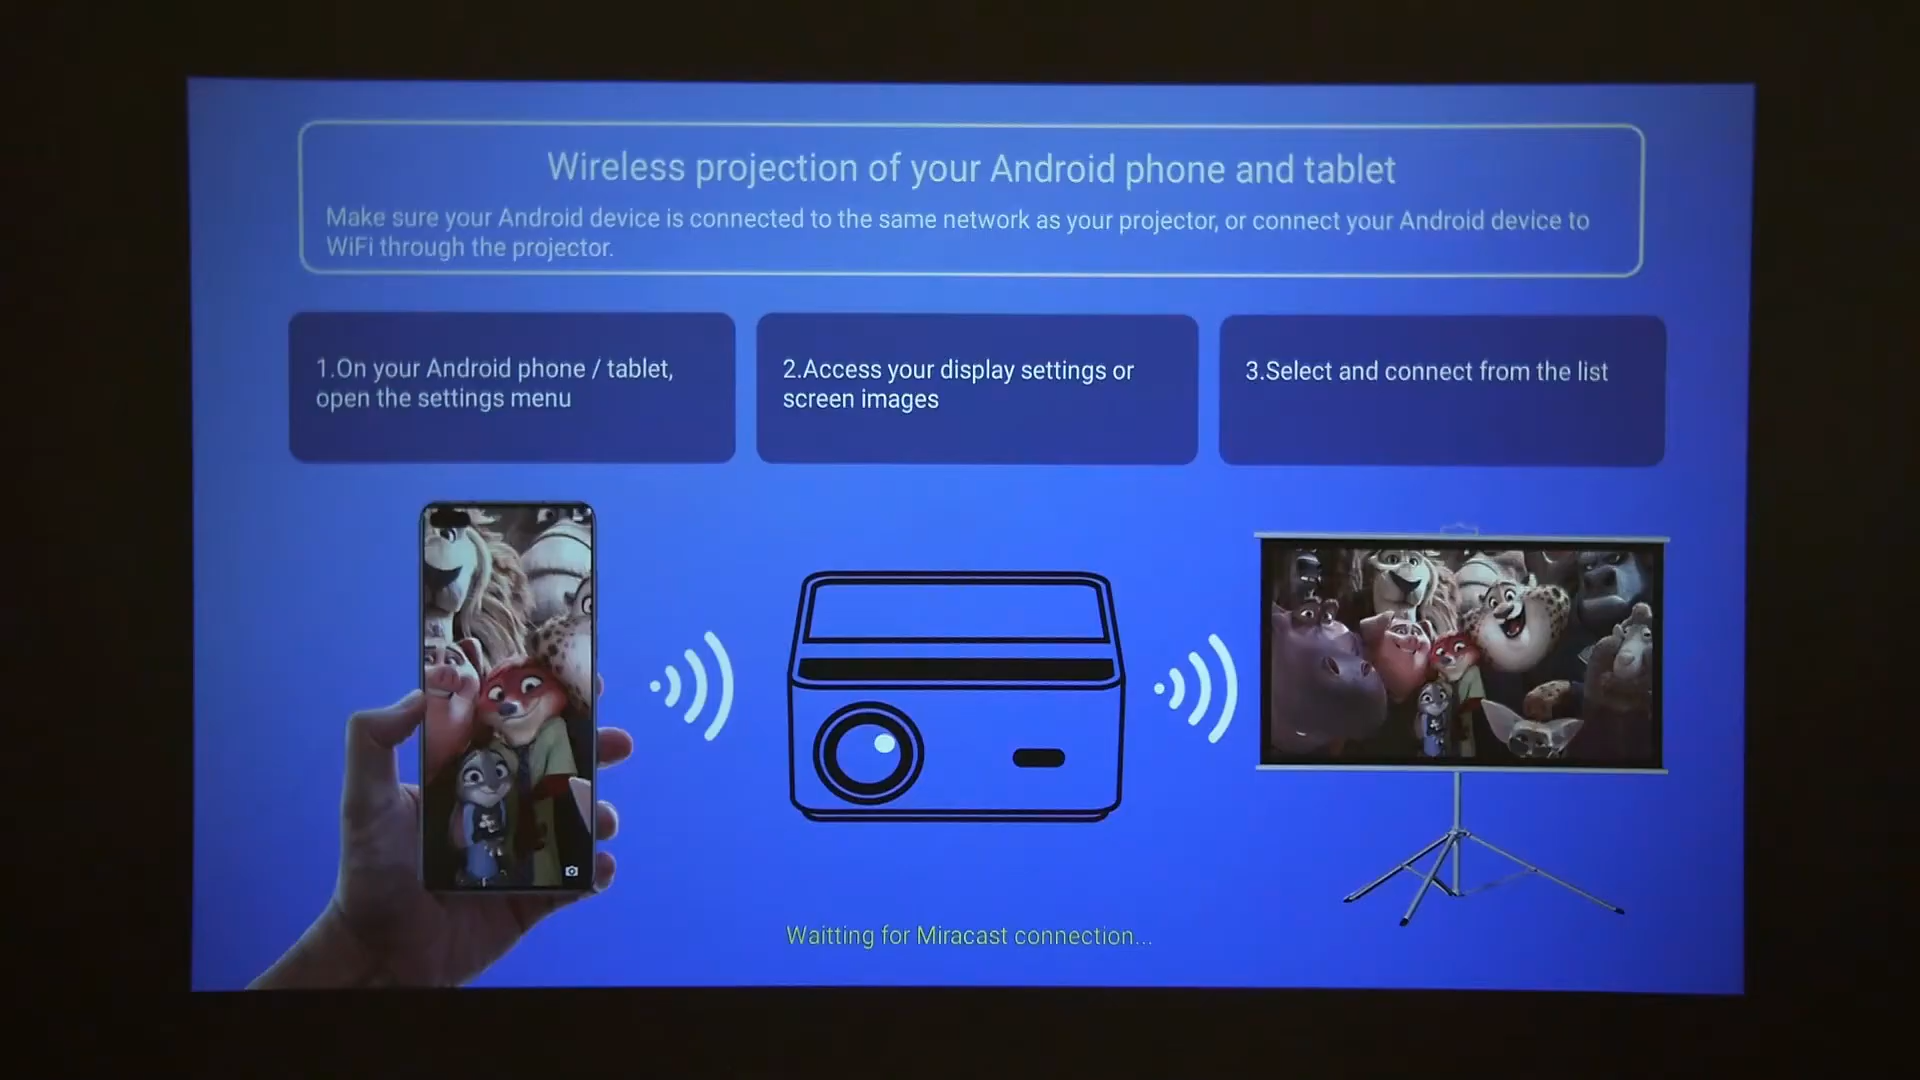 Wireless projection of your Android phone and tablet
Make sure your Android device is connected to the same network as your projector, or connect your Android device to
WiFi through the projector.
1.On your Android phone / tablet,
open the settings menu
2.Access your display settings or
screen images
3.Select and connect from the list
Waitting for Miracast connection...